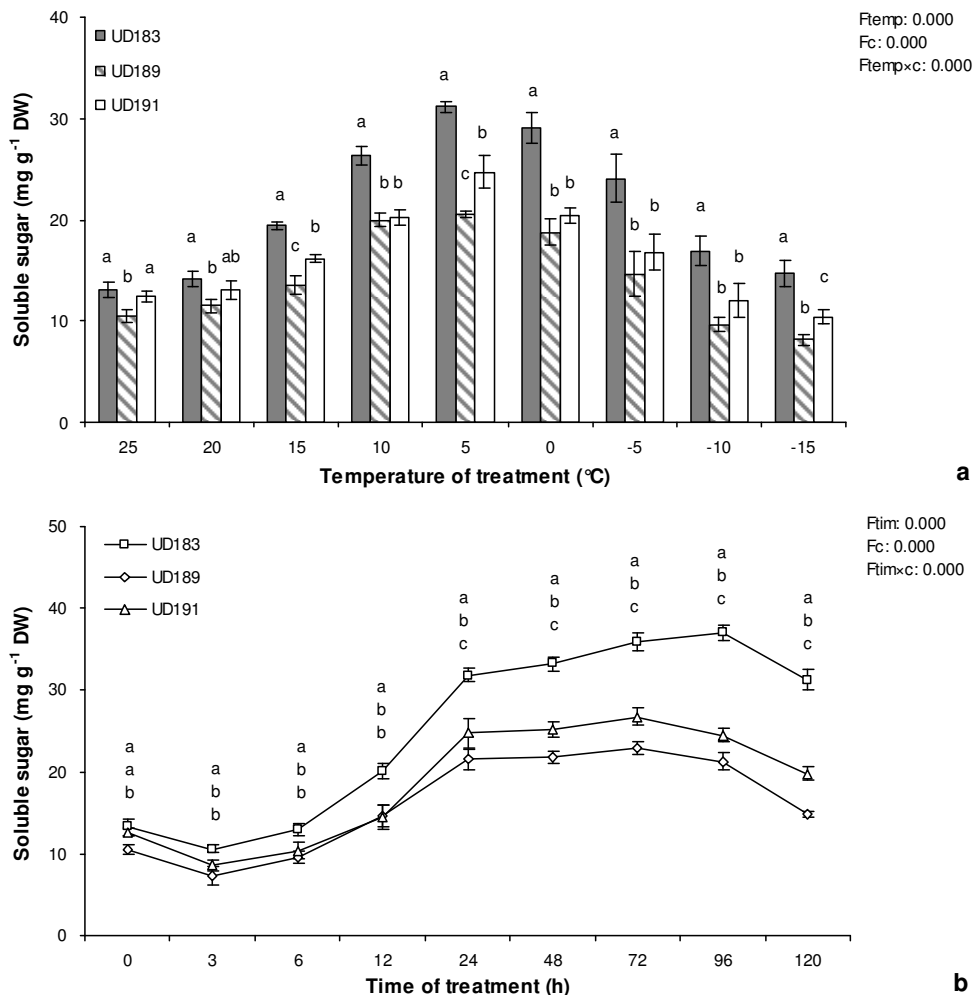 40
30
20
10
0
Soluble sugar (mg g-1 DW)
UD183
UD189
UD191
Ftemp: 0.000
Fc: 0.000
Ftemp×c: 0.000
a b a
a b ab
a c b
a b b
a c b
a b b
a b b
a b b
a b c
25 20 15 10 5 0 -5 -10 -15
Temperature of treatment (°C)
a
50
40
30
20
10
0
Soluble sugar (mg g-1 DW)
UD183
UD189
UD191
Ftim: 0.000
Fc: 0.000
Ftim×c: 0.000
a
a
b
a
b
b
a
b
b
a
b
b
a
b
c
a
b
c
a
b
c
a
b
c
a
b
c
0 3 6 12 24 48 72 96 120
Time of treatment (h)
b